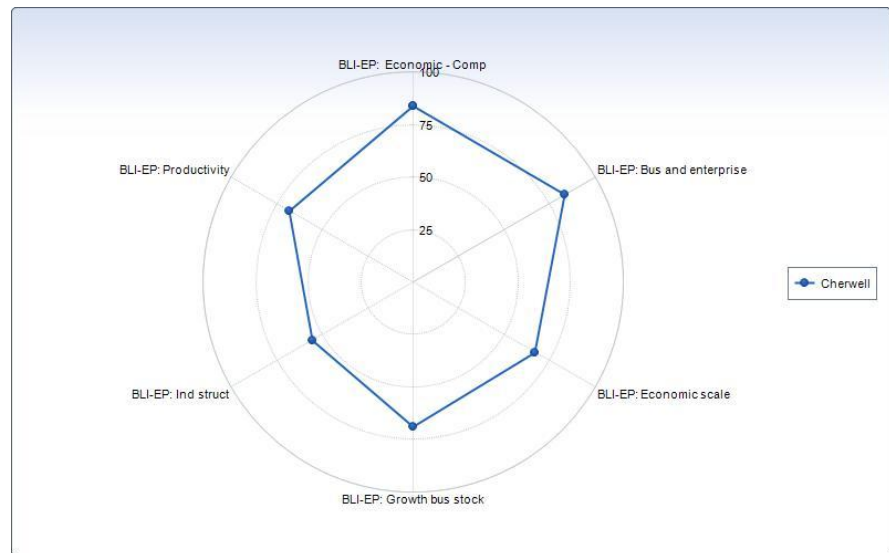 BLI-EP: Economic - Comp
100
75
50
25
BLI-EP: Productivity
BLI-EP: Bus and enterprise
Cherwell
BLI-EP: Ind struct
BLI-EP: Economic scale
BLI-EP: Growth bus stock